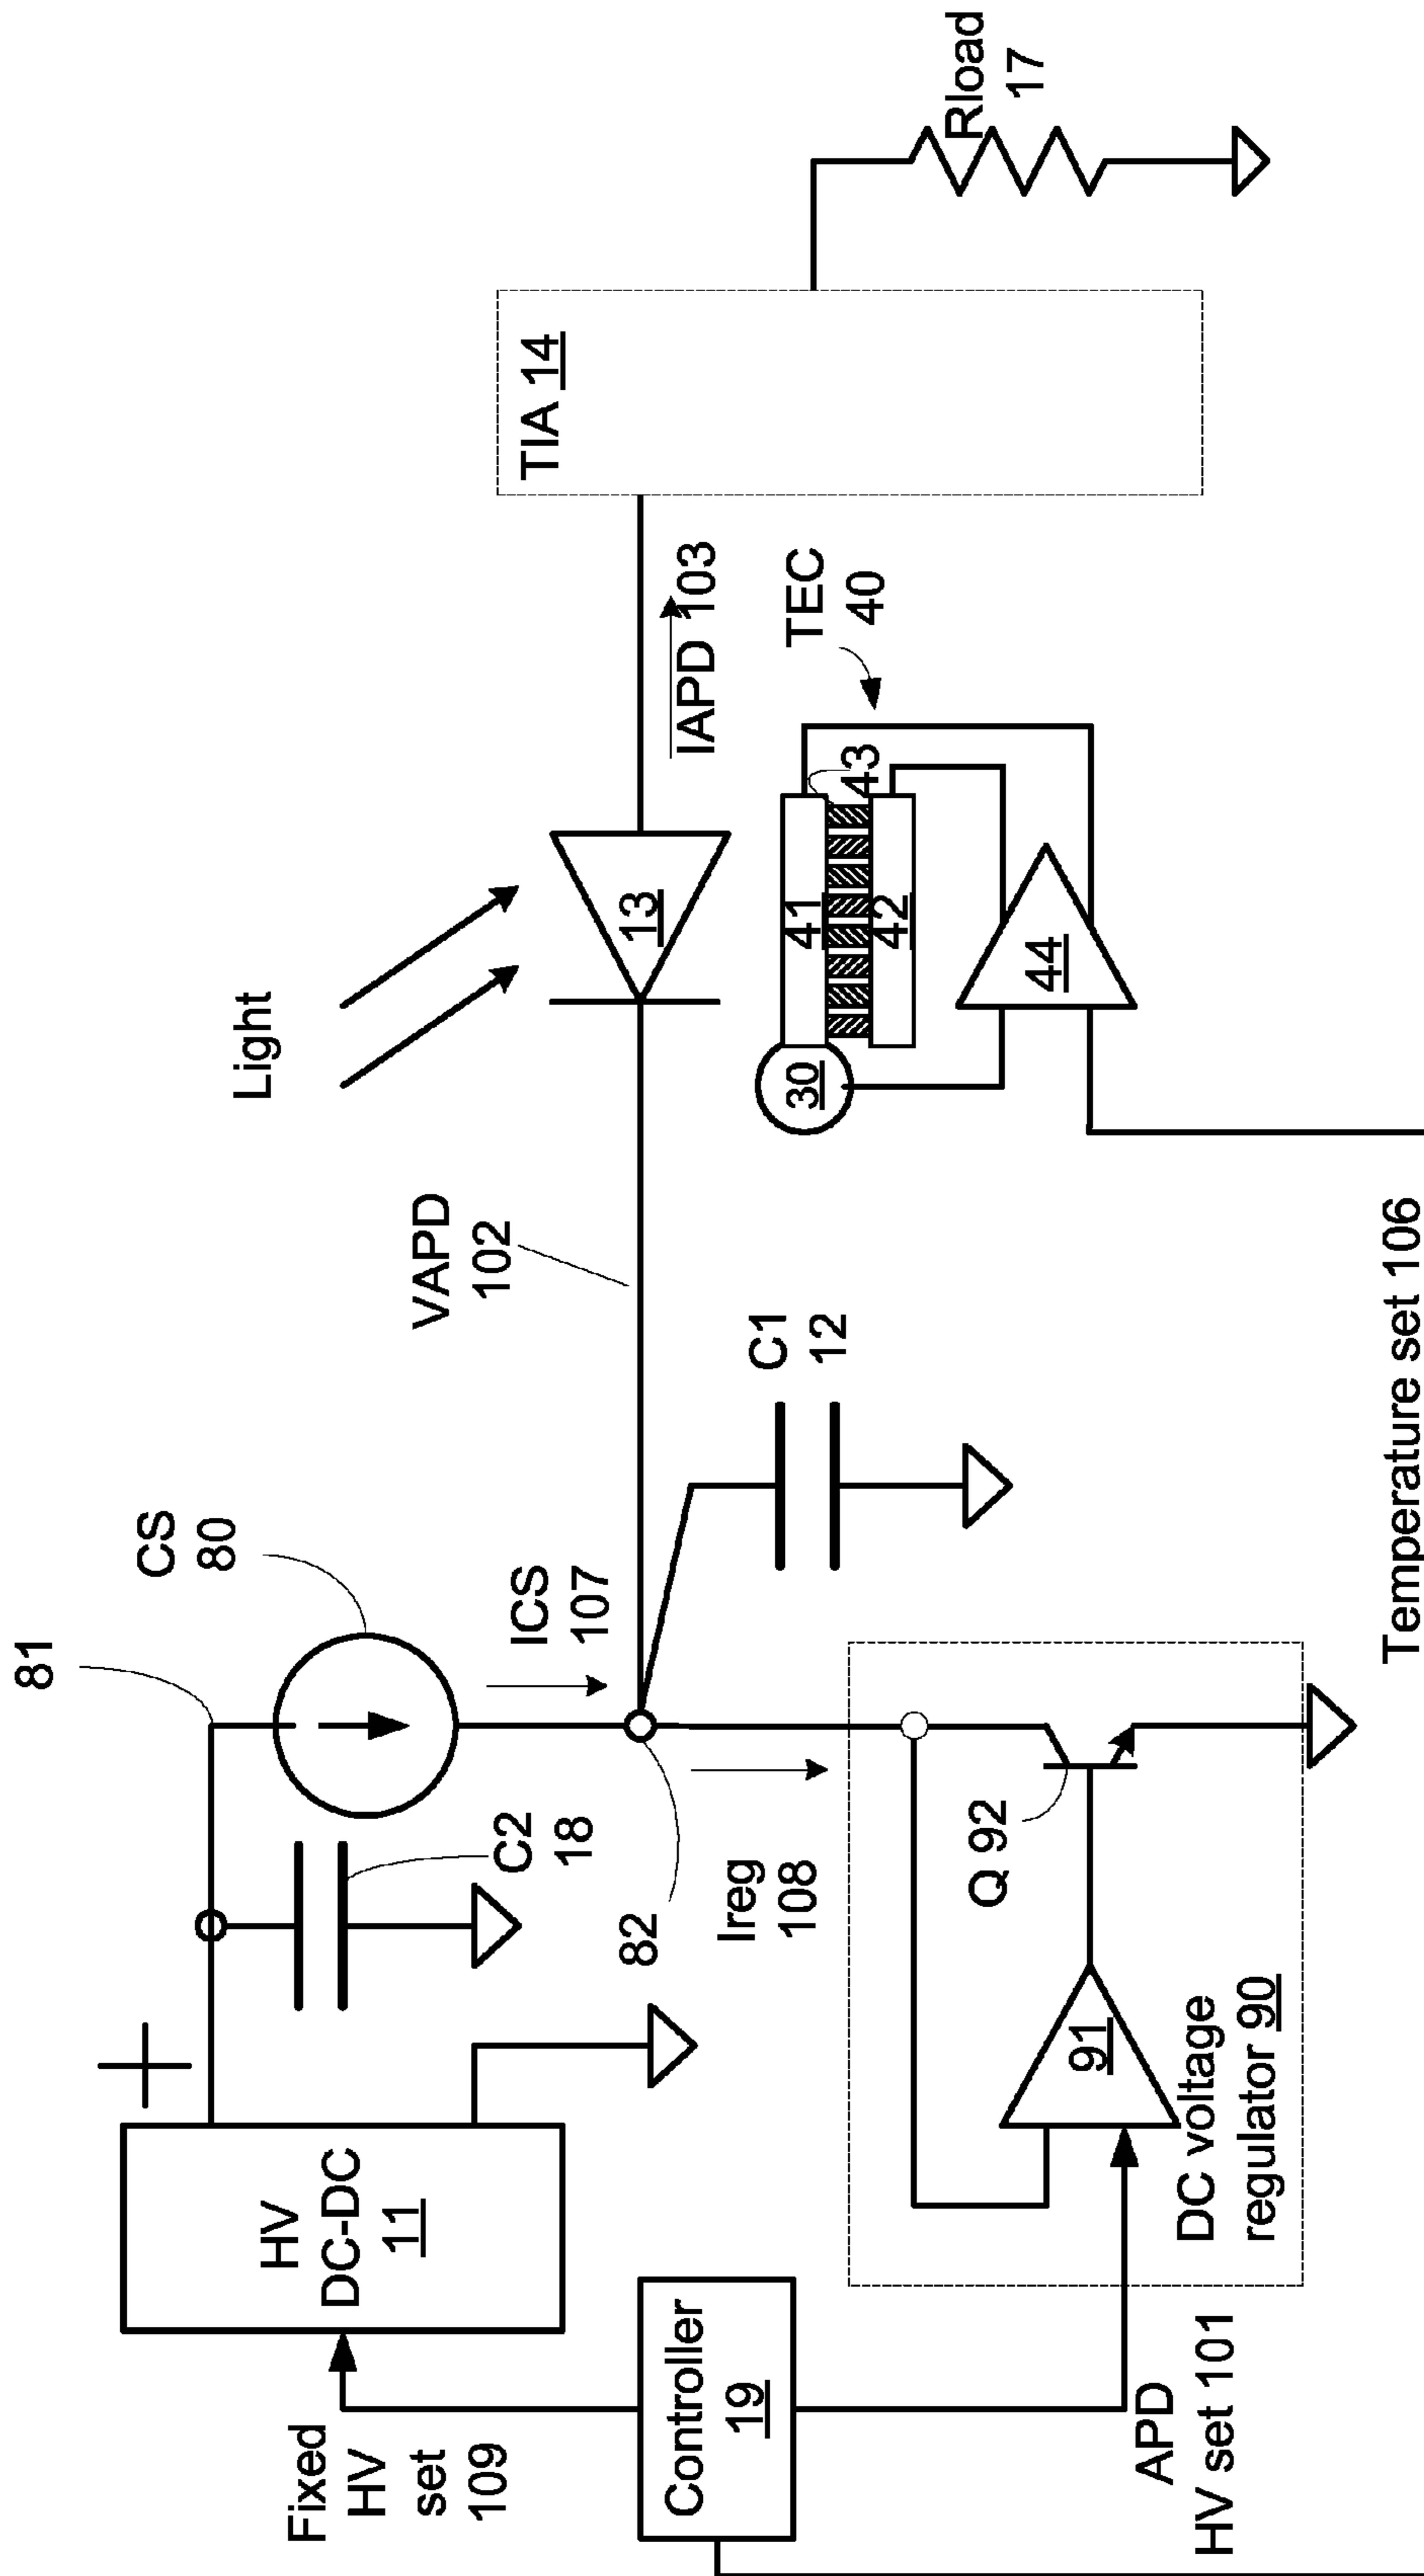 81
CS
80
Light
Rload
17
HV
DC-DC
11
Fixed
HV
set
109
C2
18
ICS
107
VAPD
102
TIA 14
13
IAPD 103
82
Controller
19
Ireg
108
C1
12
TEC
40
30
41
43
42
44
Q 92
91
DC voltage
regulator 90
APD
HV set 101
Temperature set 106